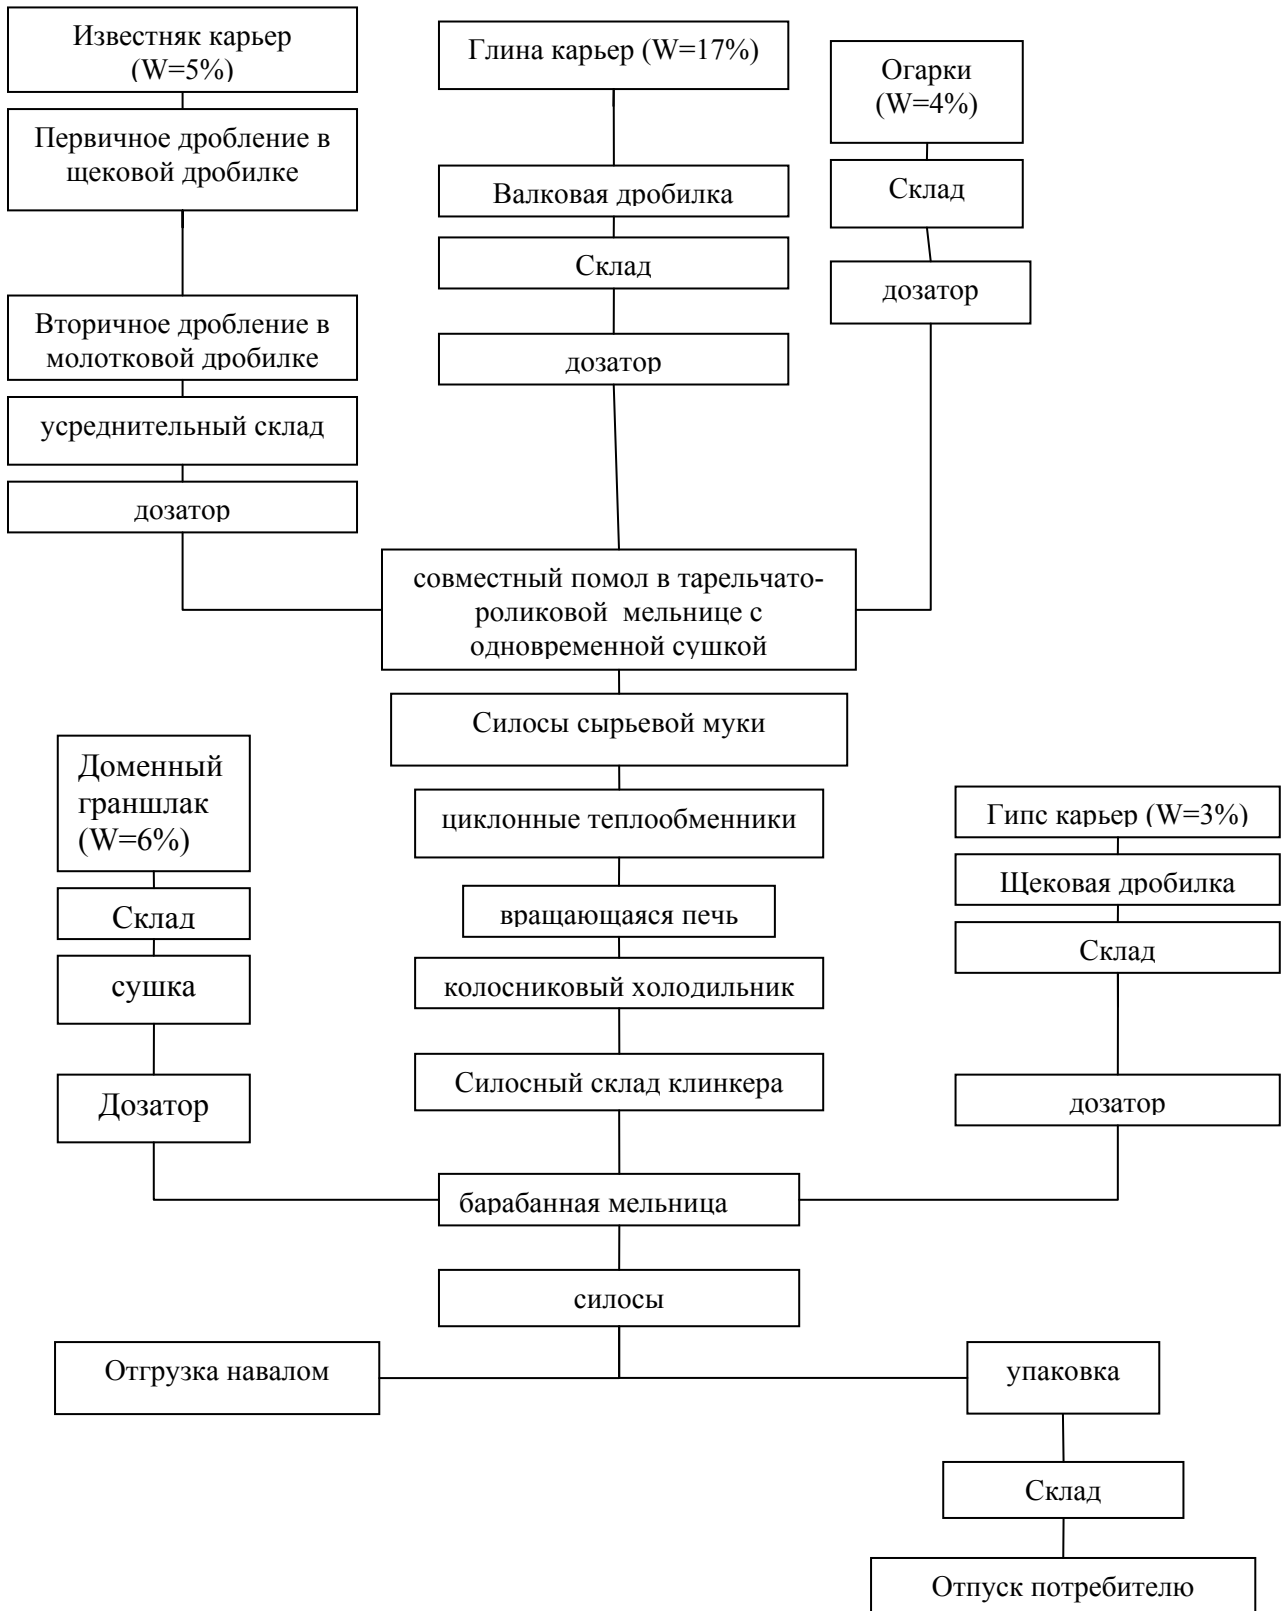 Известняк карьер
(W=5%)
Глина карьер (W=17%)
Огарки
(W=4%)
Первичное дробление в
щековой дробилке
Валковая дробилка
Склад
Склад
дозатор
Вторичное дробление в
молотковой дробилке
дозатор
усреднительный склад
дозатор
совместный помол в тарельчато-
роликовой мельнице с
одновременной сушкой
Силосы сырьевой муки
Доменный
граншлак
(W=6%)
циклонные теплообменники
Гипс карьер (W=3%)
Щековая дробилка
Склад
вращающаяся печь
Склад
сушка
колосниковый холодильник
Силосный склад клинкера
Дозатор
дозатор
барабанная мельница
силосы
Отгрузка навалом
упаковка
Склад
Отпуск потребителю